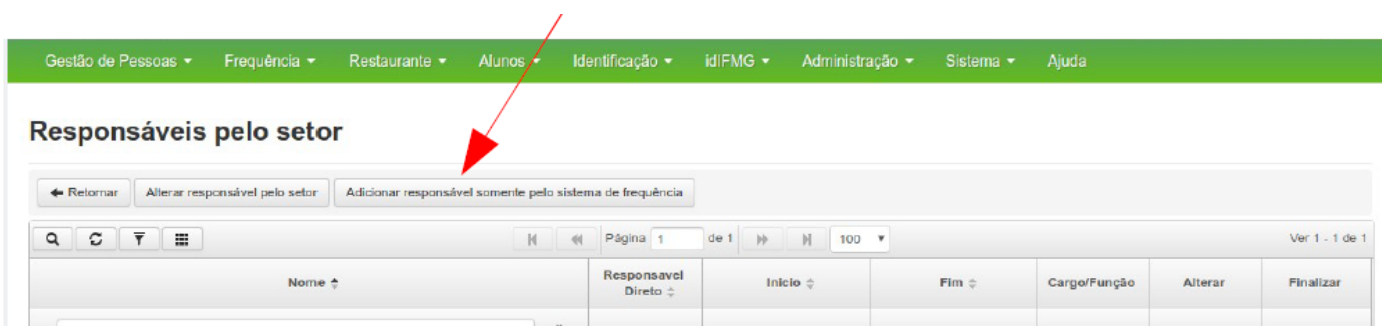 Gestão de Pessoas Frequência Restaurante Alunos Identificação idIFMG Administração Sistema Ajuda
Responsáveis pelo setor
Retornar Alterar responsável pelo setor Adicionar responsável somente pelo sistema de frequência
Página 1 de 1 100 Ver 1 - 1 de 1
Nome Responsavel Direto Inicio Fim Cargo/Função Alterar Finalizar